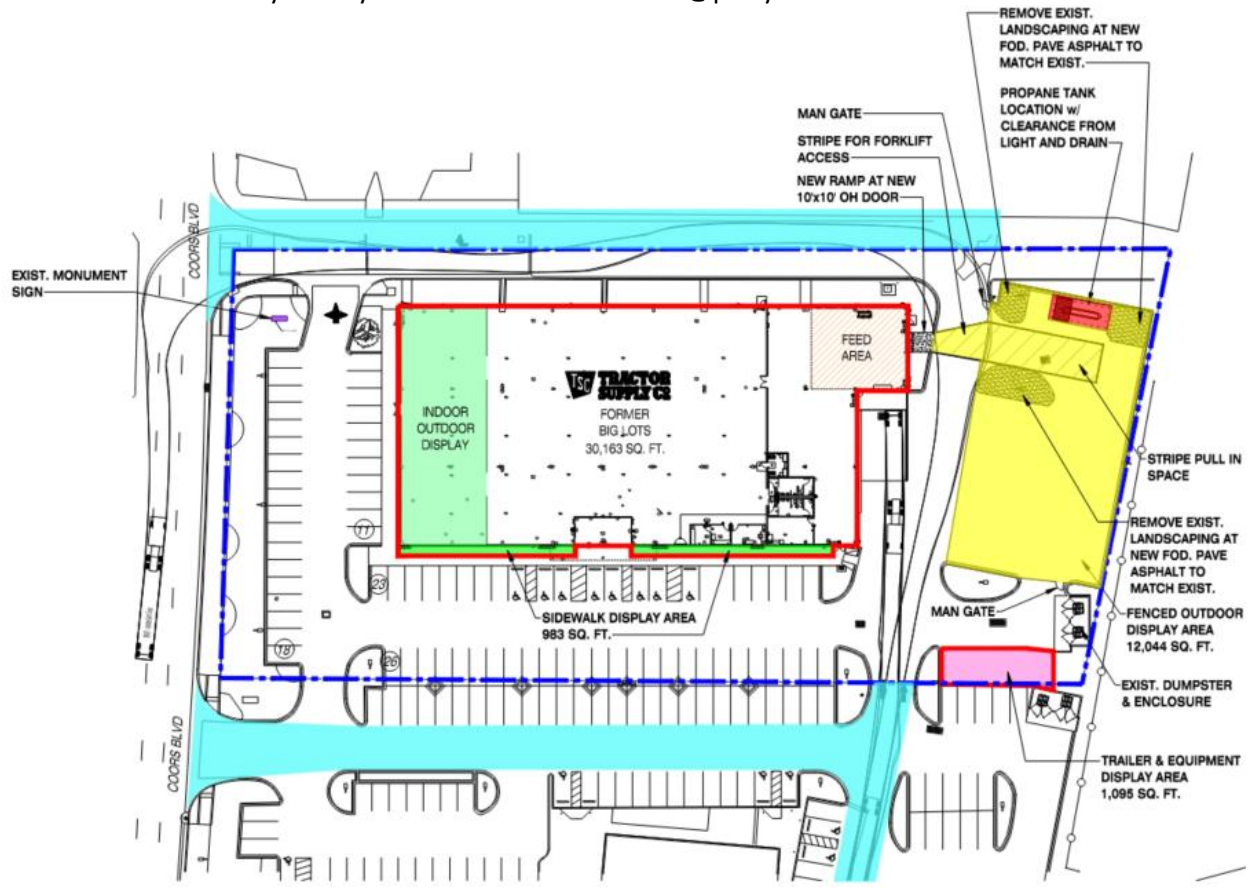 REMOVE EXIST.
LANDSCAPING AT NEW
FOD. PAVE ASPHALT TO
MATCH EXIST.
PROPANE TANK
LOCATION w/
CLEARANCE FROM
LIGHT AND DRAIN
MAN GATE
STRIPE FOR FORKLIFT
ACCESS
NEW RAMP AT NEW
10'x10' OH DOOR
COORS BLVD
EXIST. MONUMENT
SIGN
FEED
AREA
TSC TRACTOR
SUPPLY CO
FORMER
BIG LOTS
30,163 SQ. FT.
INDOOR
OUTDOOR
DISPLAY
STRIPE PULL IN
SPACE
11
REMOVE EXIST.
LANDSCAPING AT
NEW FOD. PAVE
ASPHALT TO
MATCH EXIST.
23
MAN GATE
SIDEWALK DISPLAY AREA
983 SQ. FT.
FENCED OUTDOOR
DISPLAY AREA
12,044 SQ. FT.
18
26
EXIST. DUMPSTER
& ENCLOSURE
COORS BLVD
TRAILER & EQUIPMENT
DISPLAY AREA
1,095 SQ. FT.